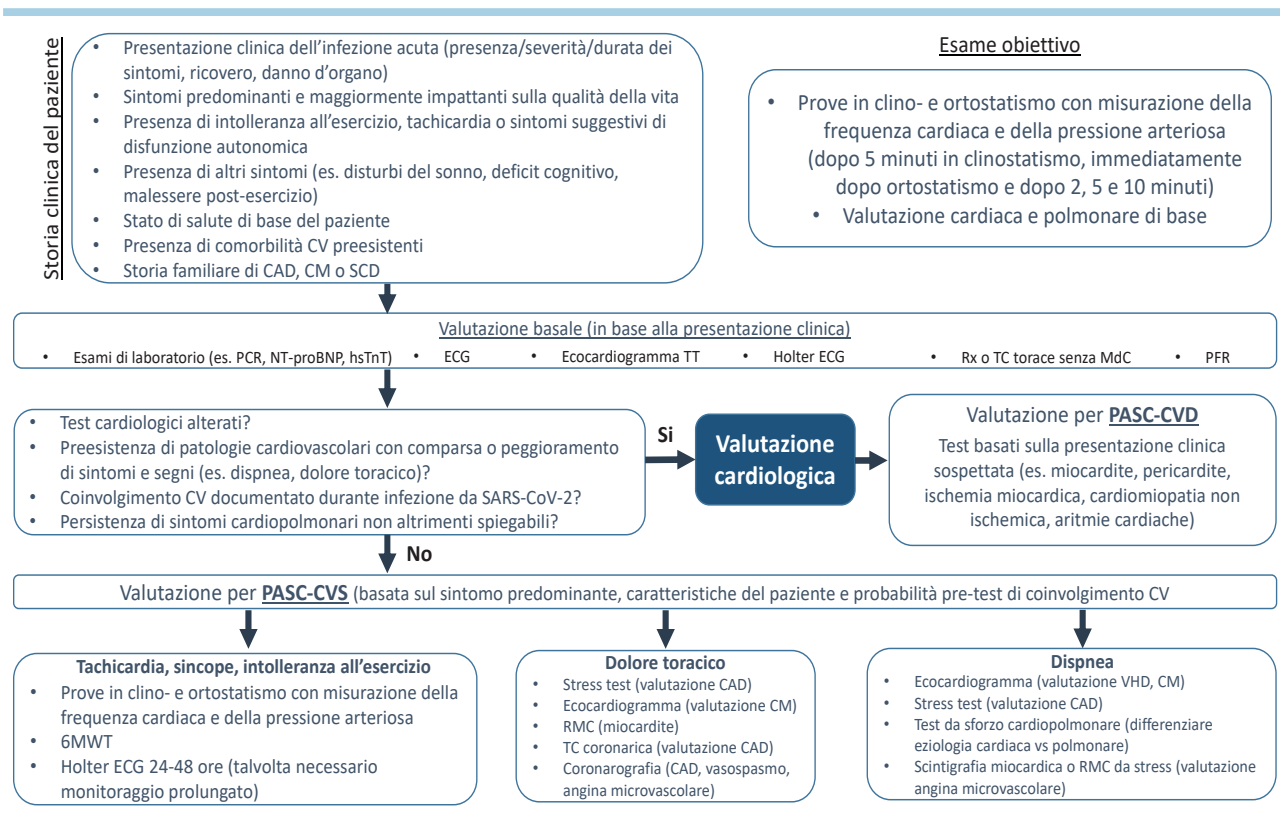 Storia clinica del paziente
• Presentazione clinica dell'infezione acuta (presenza/severità/durata dei
sintomi, ricovero, danno d'organo)
• Sintomi predominanti e maggiormente impattanti sulla qualità della vita
• Presenza di intolleranza all'esercizio, tachicardia o sintomi suggestivi di
disfunzione autonomica
• Presenza di altri sintomi (es. disturbi del sonno, deficit cognitivo,
malessere post-esercizio)
• Stato di salute di base del paziente
• Presenza di comorbilità CV preesistenti
• Storia familiare di CAD, CM o SCD
Esame obiettivo
• Prove in clino- e ortostatismo con misurazione della
frequenza cardiaca e della pressione arteriosa
(dopo 5 minuti in clinostatismo, immediatamente
dopo ortostatismo e dopo 2, 5 e 10 minuti)
• Valutazione cardiaca e polmonare di base
Valutazione basale (in base alla presentazione clinica)
• Esami di laboratorio (es. PCR, NT-proBNP, hsTnT) • ECG • Ecocardiogramma TT • Holter ECG • Rx o TC torace senza MdC • PFR
• Test cardiologici alterati?
• Preesistenza di patologie cardiovascolari con comparsa o peggioramento
di sintomi e segni (es. dispnea, dolore toracico)?
• Coinvolgimento CV documentato durante infezione da SARS-CoV-2?
• Persistenza di sintomi cardiopolmonari non altrimenti spiegabili?
Si
Valutazione
cardiologica
Valutazione per PASC-CVD
Test basati sulla presentazione clinica
sospettata (es. miocardite, pericardite,
ischemia miocardica, cardiomiopatia non
ischemica, aritmie cardiache)
No
Valutazione per PASC-CVS (basata sul sintomo predominante, caratteristiche del paziente e probabilità pre-test di coinvolgimento CV
Tachicardia, sincope, intolleranza all'esercizio
• Prove in clino- e ortostatismo con misurazione della
frequenza cardiaca e della pressione arteriosa
• 6MWT
• Holter ECG 24-48 ore (talvolta necessario
monitoraggio prolungato)
Dolore toracico
• Stress test (valutazione CAD)
• Ecocardiogramma (valutazione CM)
• RMC (miocardite)
• TC coronarica (valutazione CAD)
• Coronarografia (CAD, vasospasmo,
angina microvascolare)
Dispnea
• Ecocardiogramma (valutazione VHD, CM)
• Stress test (valutazione CAD)
• Test da sforzo cardiopolmonare (differenziare
eziologia cardiaca vs polmonare)
• Scintigrafia miocardica o RMC da stress (valutazione
angina microvascolare)